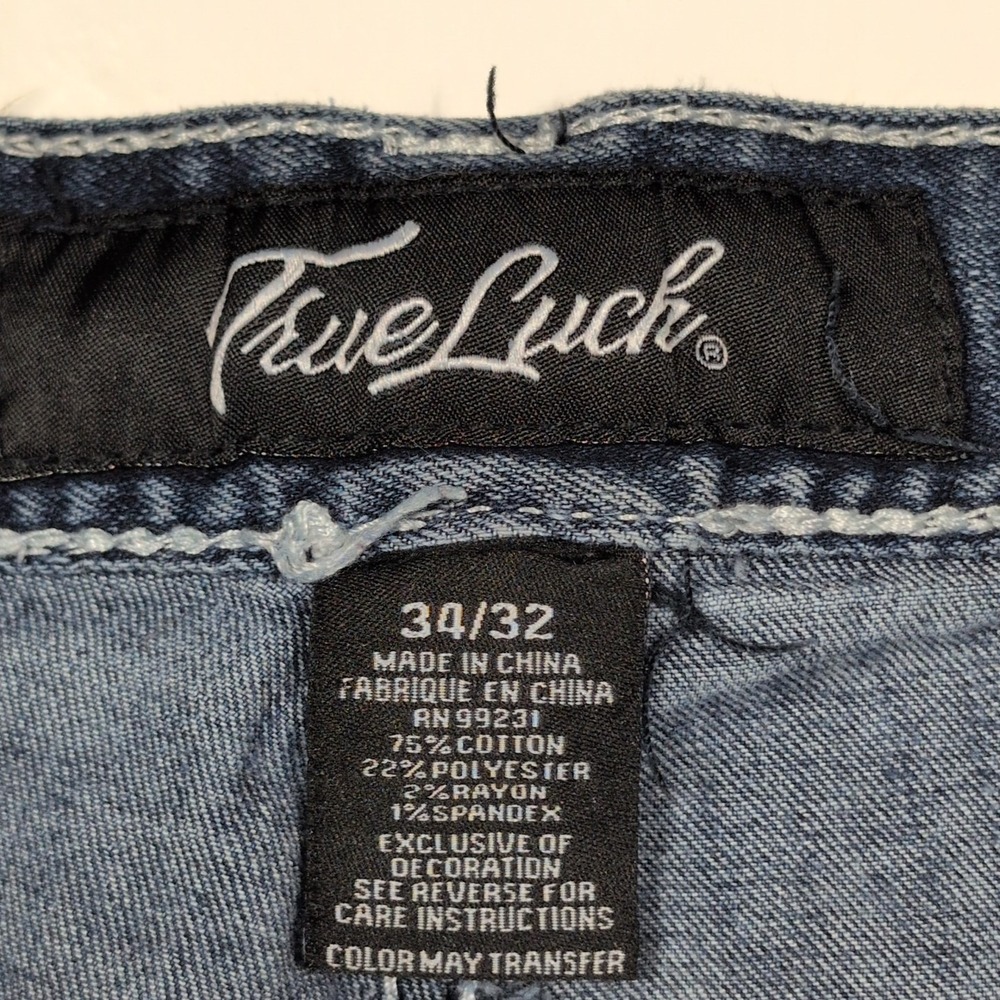 True Luck ®
34/32
MADE IN CHINA
FABRIQUE EN CHINA
RN 99231
75% COTTON
22% POLYESTER
2% RAYON
1% SPANDEX
EXCLUSIVE OF
DECORATION
SEE REVERSE FOR
CARE INSTRUCTIONS
COLOR MAY TRANSFER